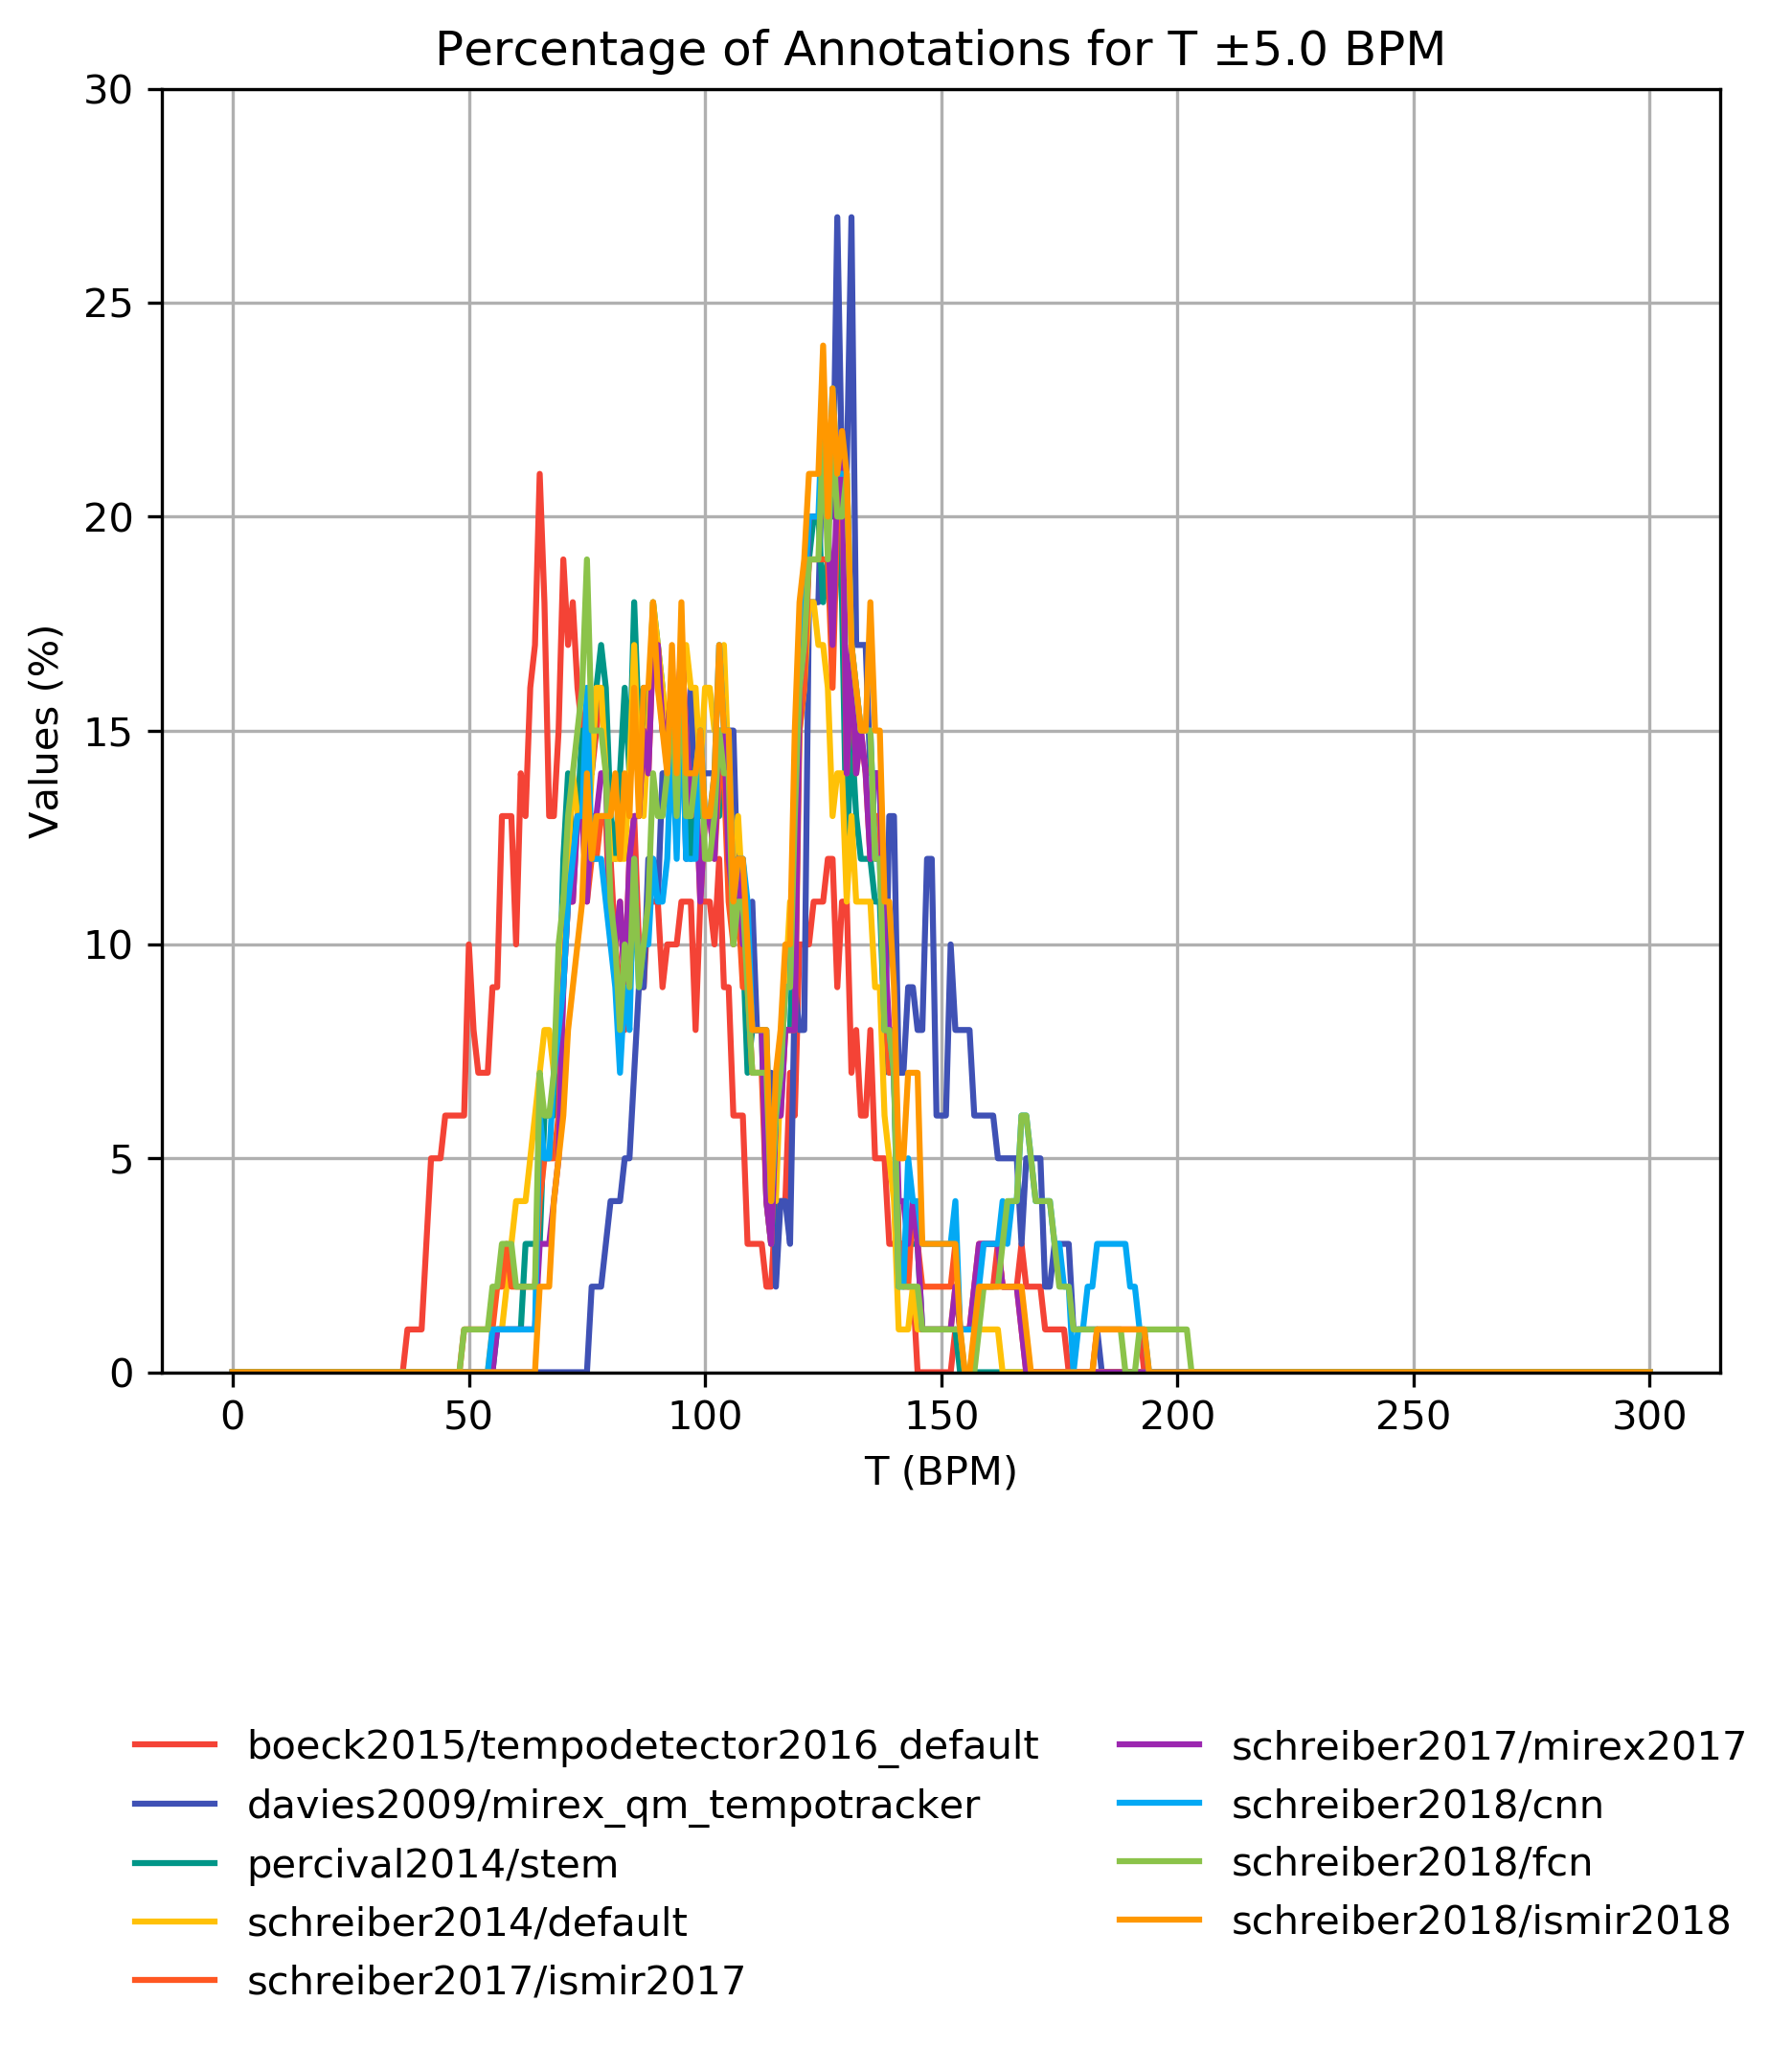 Percentage of Annotations for T ±5.0 BPM
30
25
20
15
10
5
0
Values (%)
0 50 100 150 200 250 300
T (BPM)
boeck2015/tempodetector2016_default
davies2009/mirex_qm_tempotracker
percival2014/stem
schreiber2014/default
schreiber2017/ismir2017
schreiber2017/mirex2017
schreiber2018/cnn
schreiber2018/fcn
schreiber2018/ismir2018